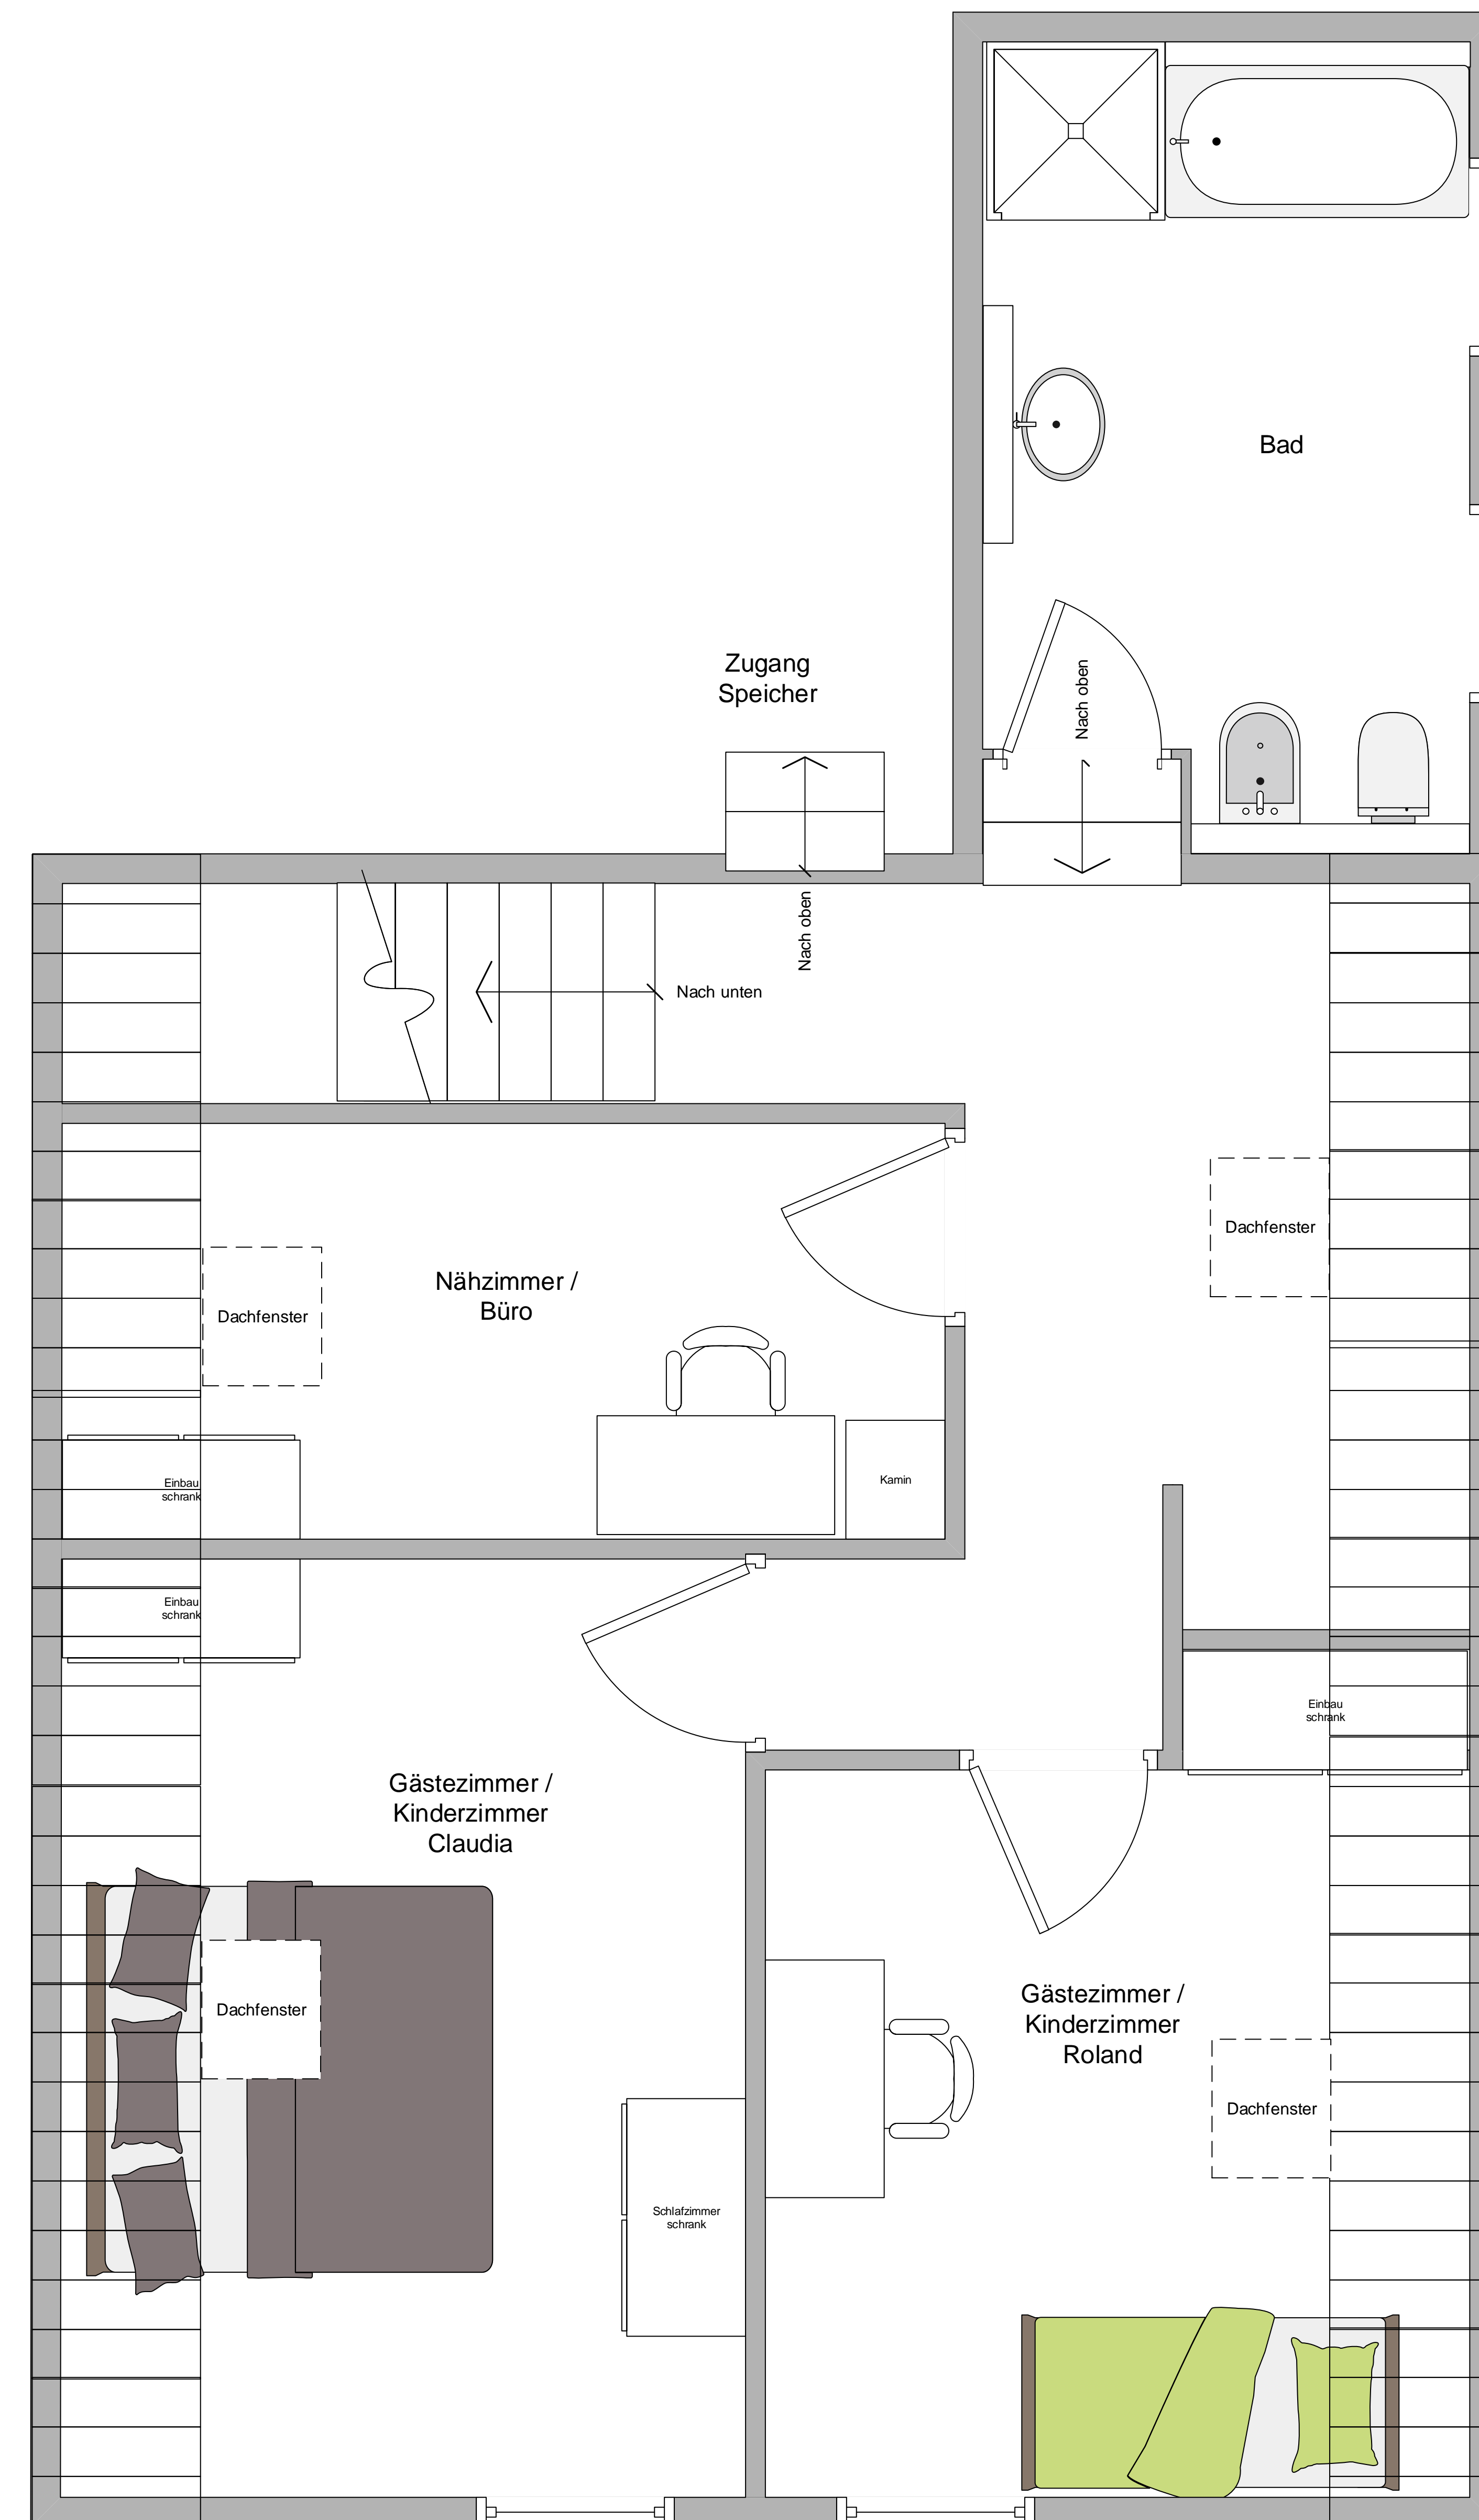 Bad
Zugang
Speicher
Nach oben
Nach oben
Nach unten
Dachfenster
Nähzimmer /
Büro
Dachfenster
Kamin
Einbau
schrank
Einbau
schrank
Einbau
schrank
Gästezimmer /
Kinderzimmer
Claudia
Gästezimmer /
Kinderzimmer
Roland
Dachfenster
Dachfenster
Schlafzimmer
schrank